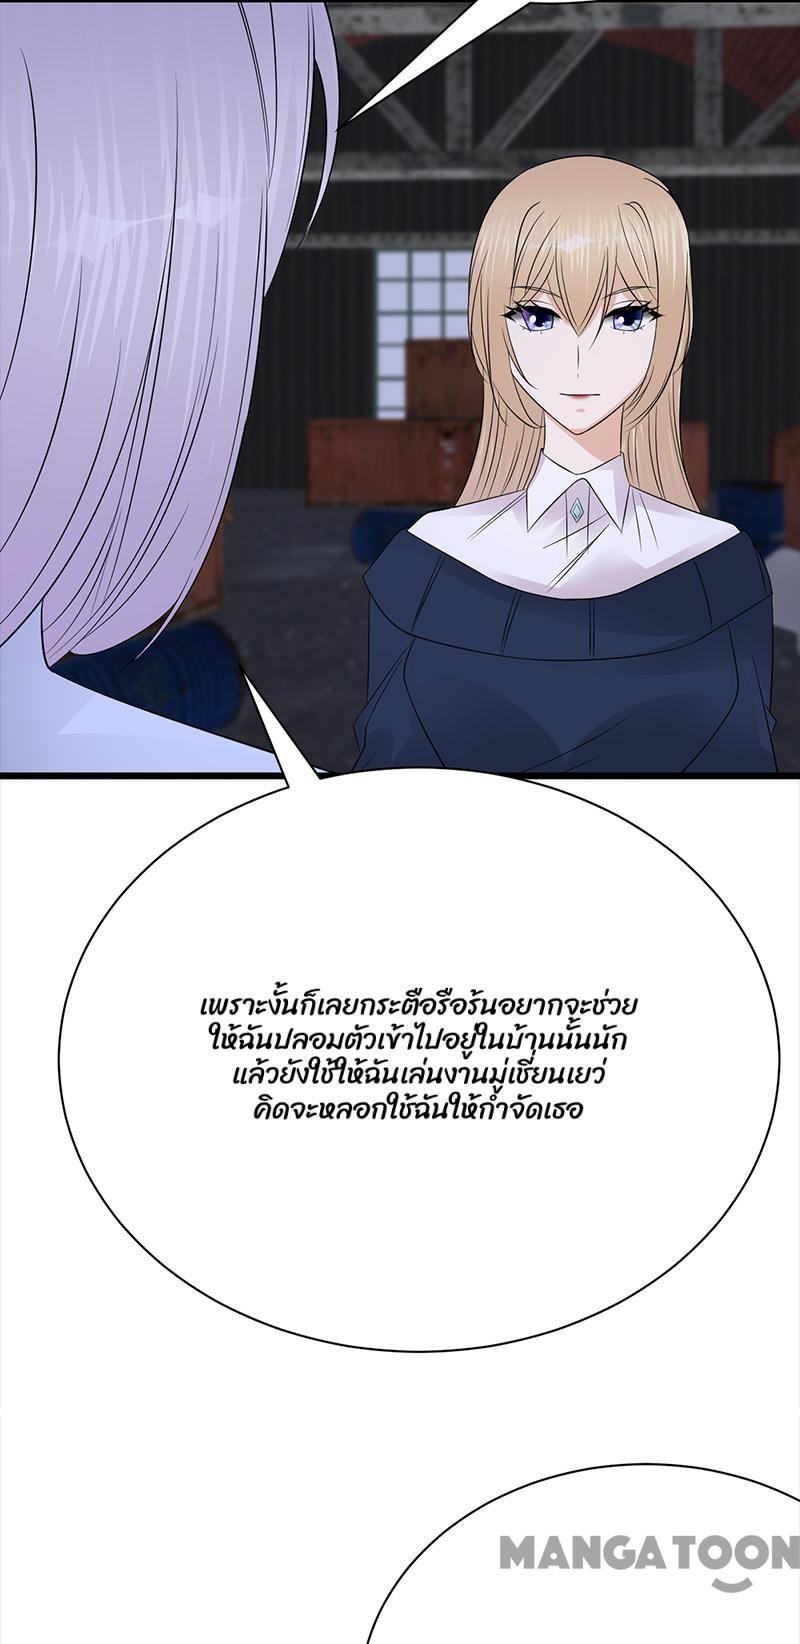 เพราะงั้นก็เลยกระตือรือร้นอยากจะช่วย
ให้ฉันปลอมตัวเข้าไปอยู่ในบ้านนั้นนัก
แล้วยังใช้ให้ฉันเล่นงานมู่เชี่ยนเยว่
คิดจะหลอกใช้ฉันให้กำจัดเธอ
MANGATOON